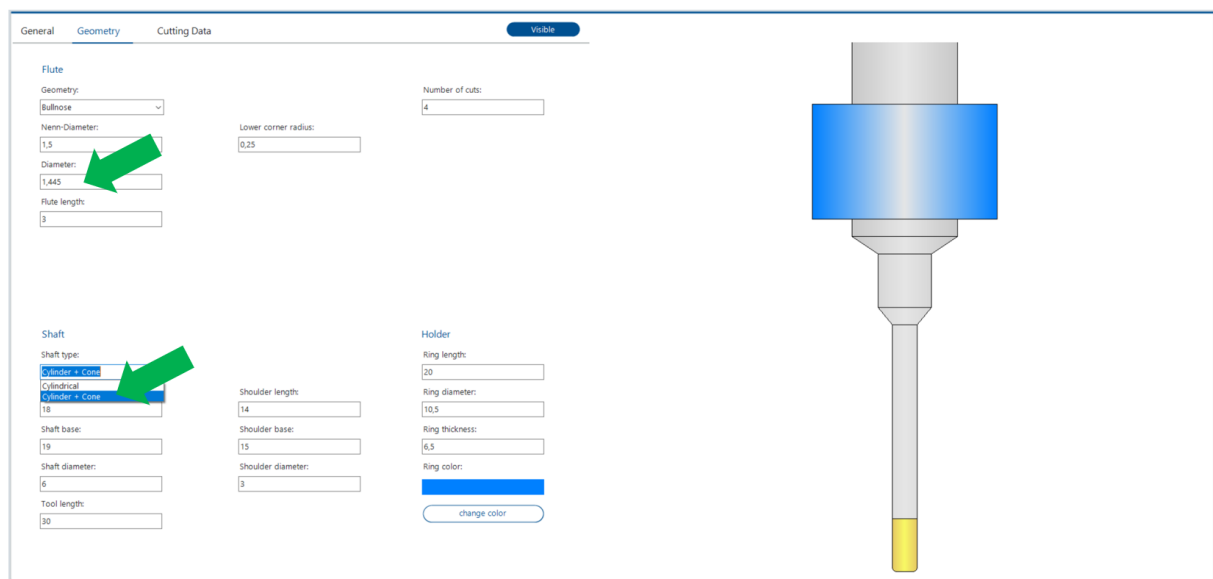 General Geometry Cutting Data Visible
Flute
Geometry: Number of cuts:
Bullnose 4
Nenn-Diameter: Lower corner radius:
1,5 0,25
Diameter:
1,445
Flute length:
3
Shaft Holder
Shaft type: Ring length:
Cylinder + Cone 20
Cylindrical Shoulder length: Ring diameter:
Cylinder + Cone
18 14 10,5
Shaft base: Shoulder base: Ring thickness:
19 15 6,5
Shaft diameter: Shoulder diameter: Ring color:
6 3
Tool length:
30 change color